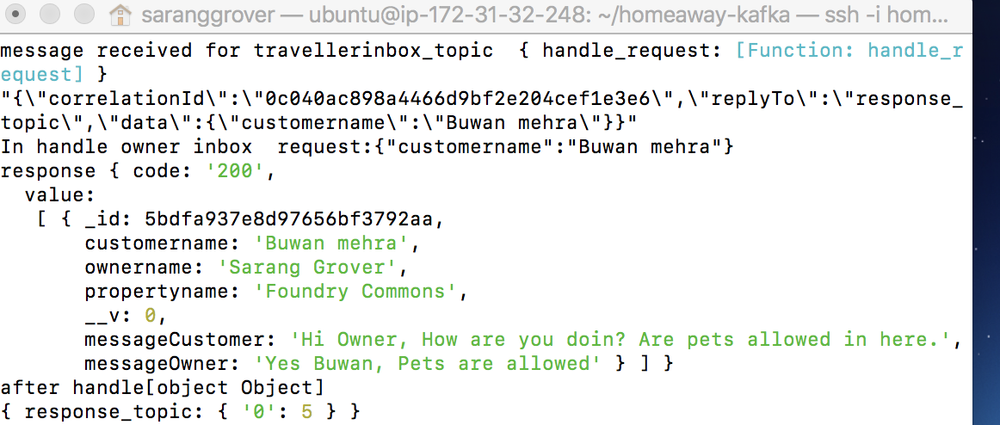 saranggrover — ubuntu@ip-172-31-32-248: ~/homeaway-kafka — ssh -i hom...
message received for travellerinbox_topic  { handle_request: [Function: handle_r
equest] }
"{\"correlationId\":\"0c040ac898a4466d9bf2e204cef1e3e6\",\"replyTo\":\"response_
topic\",\"data\":{\"customername\":\"Buwan mehra\"}}"
In handle owner inbox  request:{"customername":"Buwan mehra"}
response { code: '200',
  value:
   [ { _id: 5bdfa937e8d97656bf3792aa,
       customername: 'Buwan mehra',
       ownername: 'Sarang Grover',
       propertyname: 'Foundry Commons',
       __v: 0,
       messageCustomer: 'Hi Owner, How are you doin? Are pets allowed in here.',
       messageOwner: 'Yes Buwan, Pets are allowed' } ] }
after handle[object Object]
{ response_topic: { '0': 5 } }